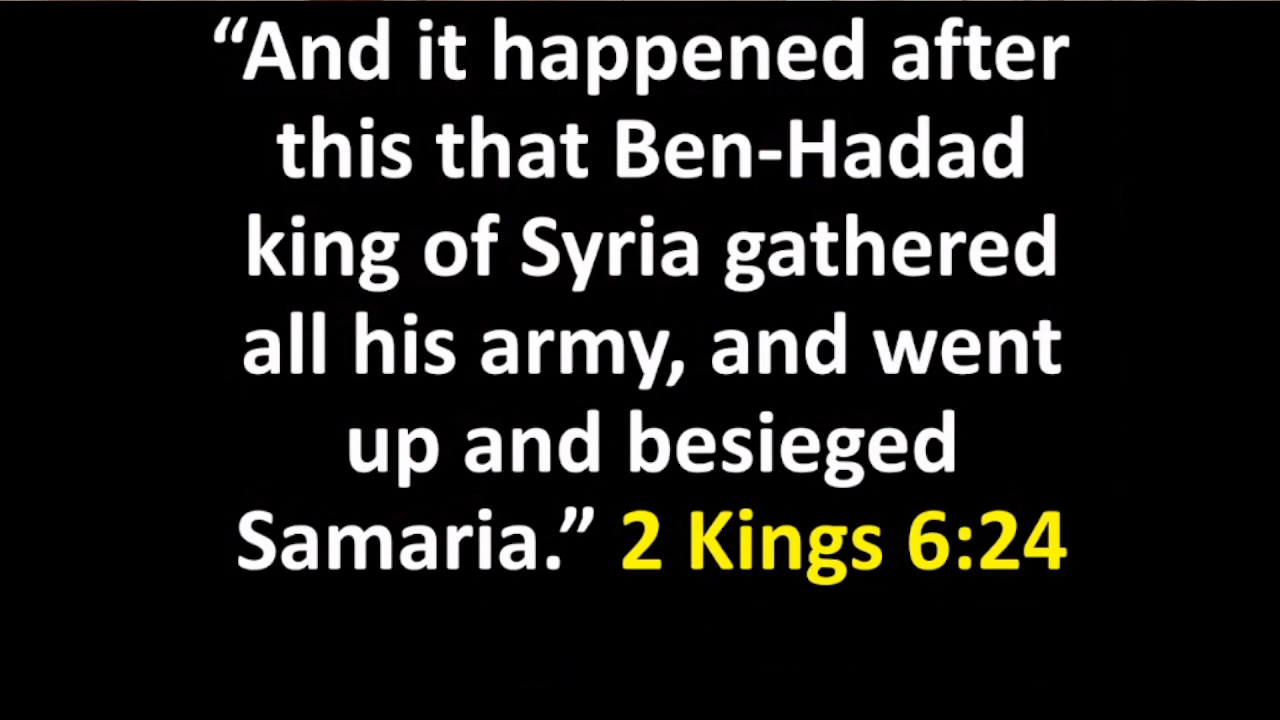 “And it happened after
this that Ben-Hadad
king of Syria gathered
all his army, and went
up and besieged
Samaria.” 2 Kings 6:24